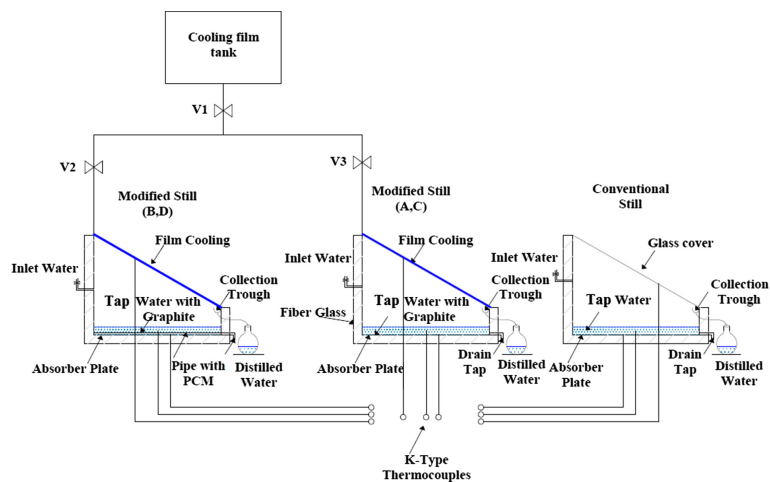 Cooling film
tank
V1
V2
V3
Modified Still
(B,D)
Modified Still
(A,C)
Conventional
Still
Film Cooling
Film Cooling
Glass cover
Inlet Water
Inlet Water
Inlet Water
Collection
Trough
Collection
Trough
Collection
Trough
Tap Water with
Graphite
Tap Water with
Graphite
Tap Water
Fiber Glass
Absorber Plate
Pipe with
PCM
Distilled
Water
Absorber Plate
Drain
Tap
Distilled
Water
Absorber
Plate
Drain
Tap
Distilled
Water
K-Type
Thermocouples